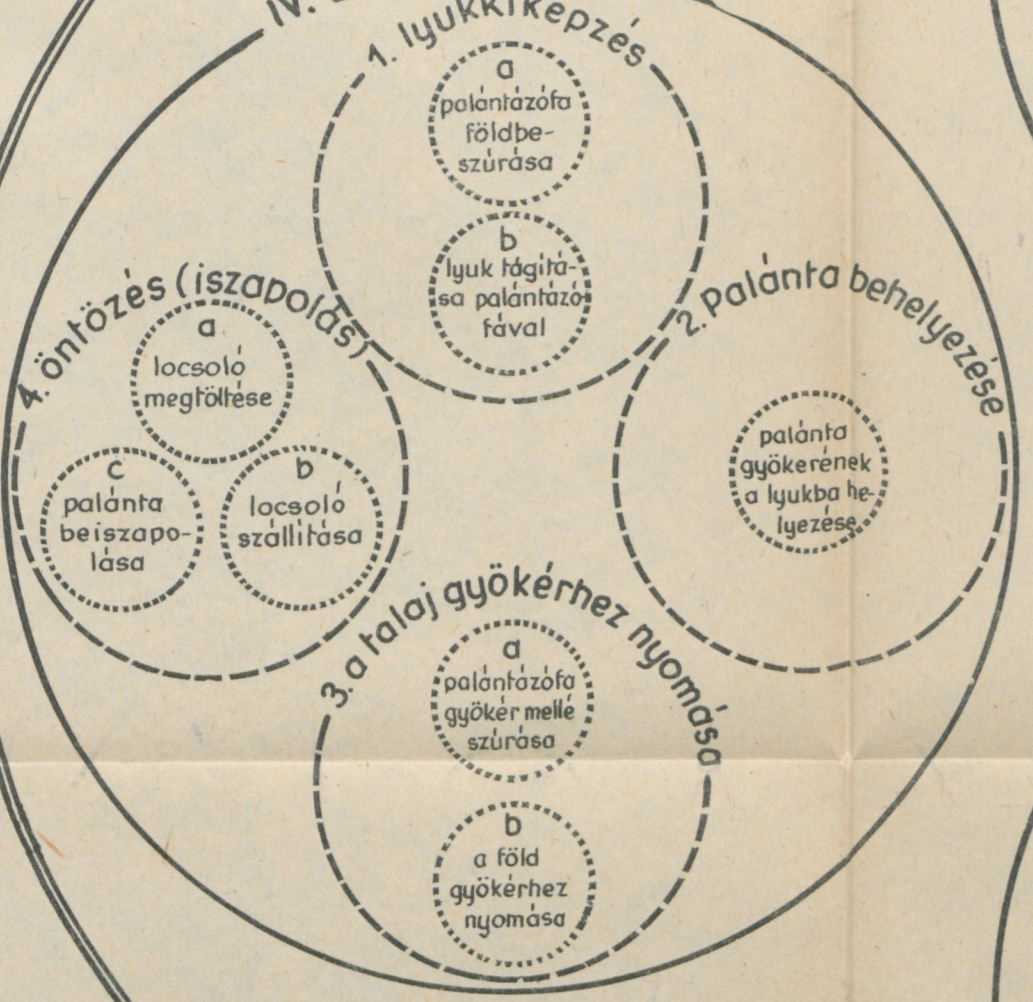 IV.
1. lyukkiképzés
a
palántázófa
földbe-
szúrása
b
lyuk tágítá-
sa palántázó-
fával
2. Palánta behelyezése
palánta
gyökerének
a lyukba he-
lyezése
3. a talaj gyökérhez nyomása
a
palántázófa
gyökér mellé
szúrása
b
a föld
gyökérhez
nyomása
4. öntözés (iszapolás)
a
locsoló
megtöltése
b
locsoló
szállítása
c
palánta
beiszapo-
lása